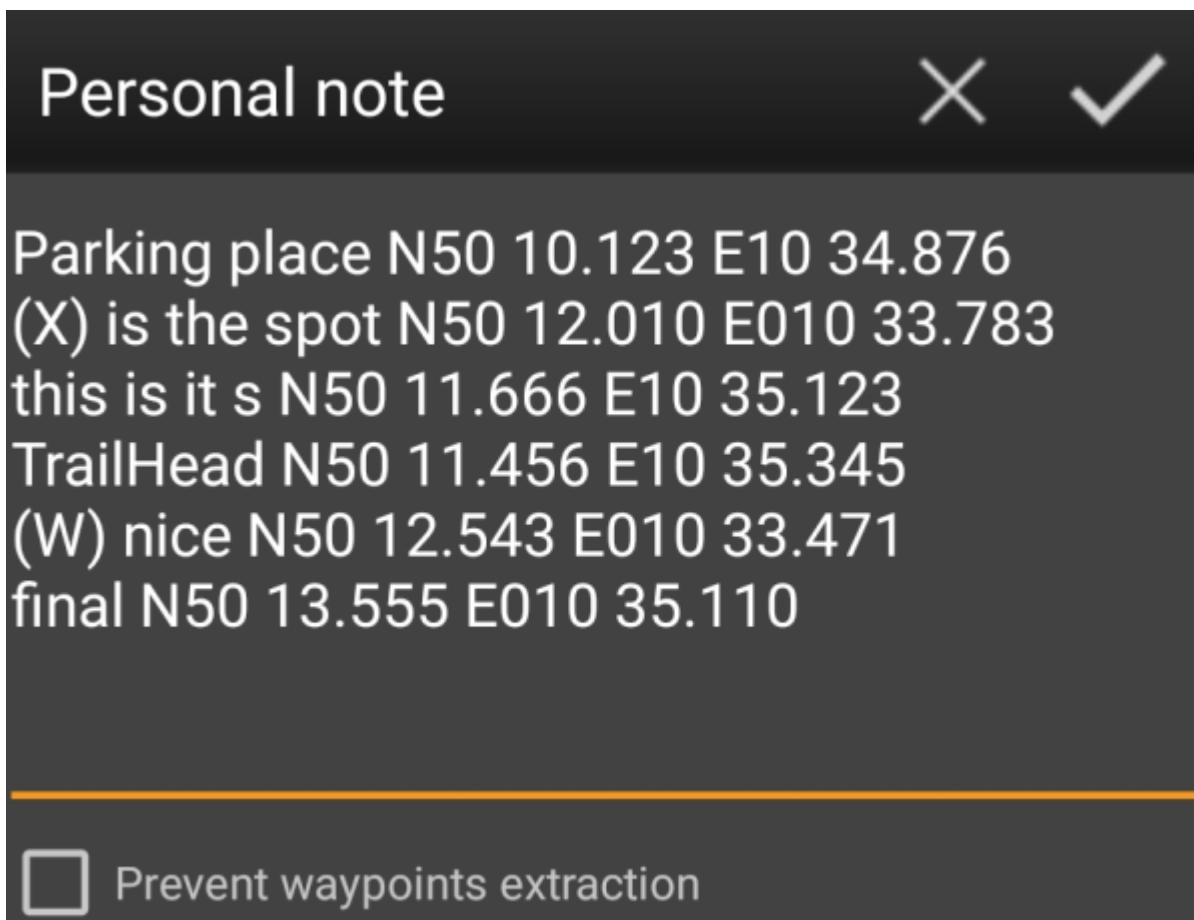 Personal note
Parking place N50 10.123 E10 34.876
(X) is the spot N50 12.010 E010 33.783
this is it s N50 11.666 E10 35.123
TrailHead N50 11.456 E10 35.345
(W) nice N50 12.543 E010 33.471
final N50 13.555 E010 35.110
Prevent waypoints extraction